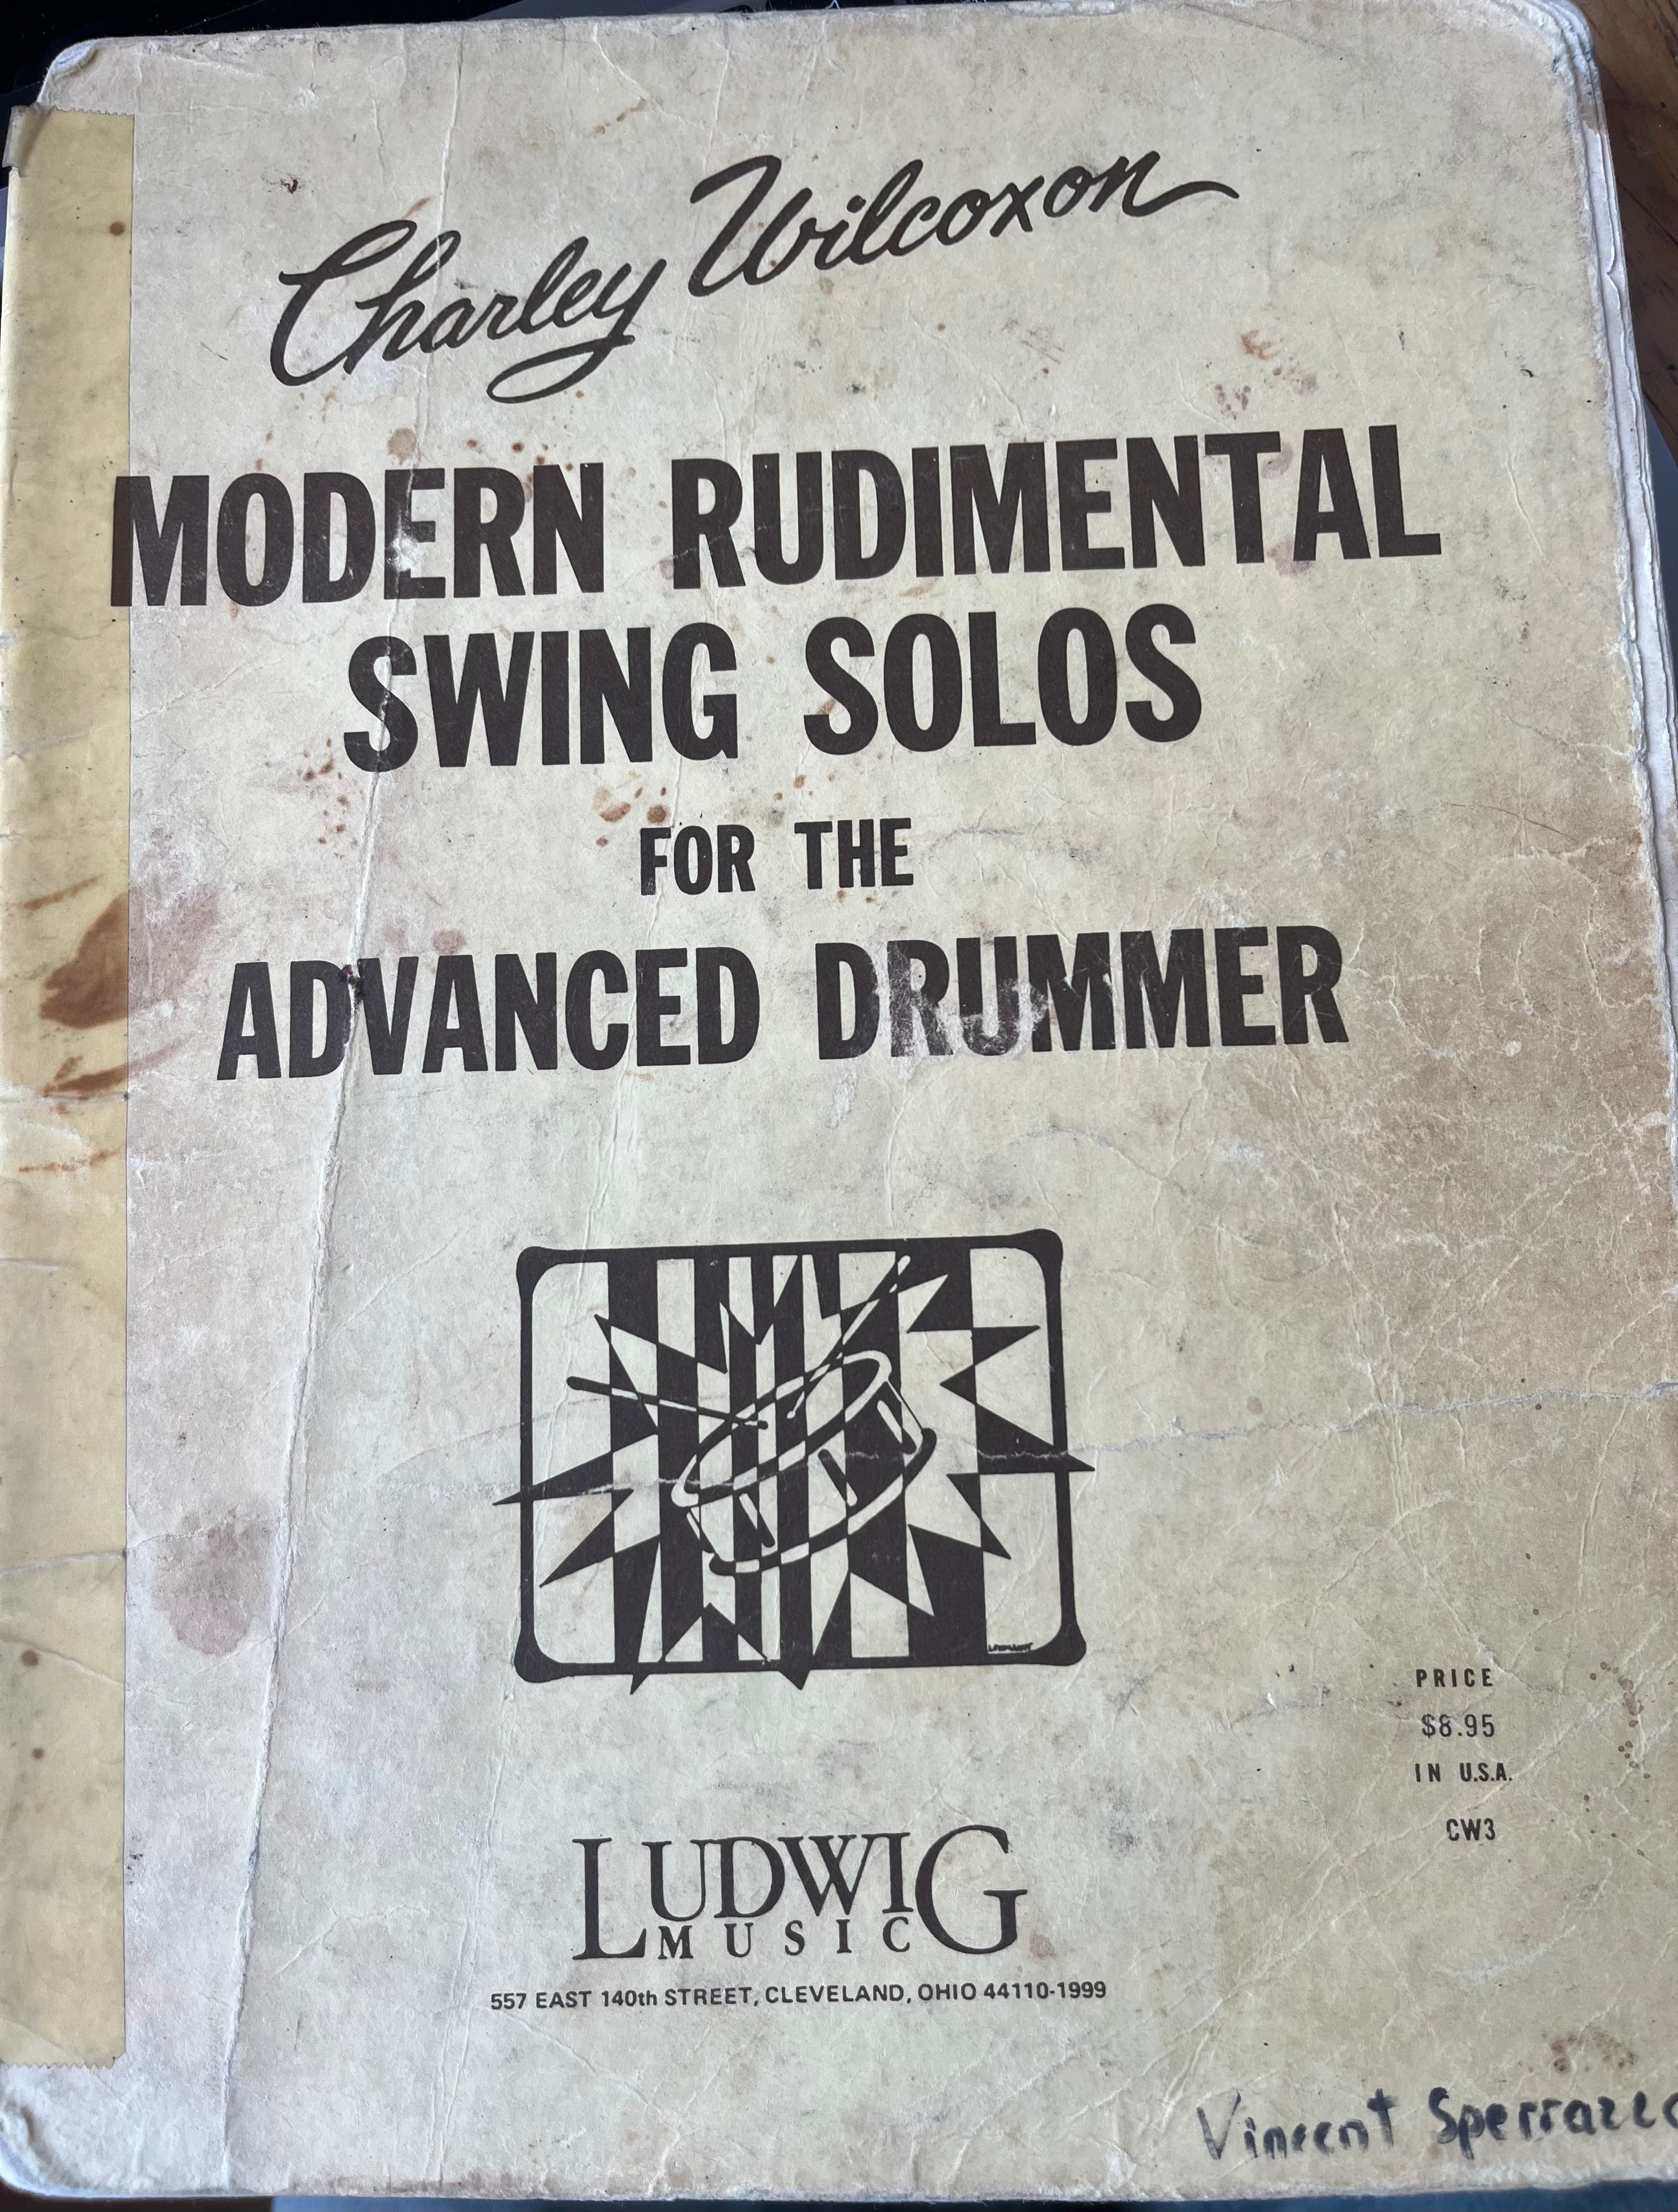 Charley Wilcoxon
MODERN RUDIMENTAL
SWING SOLOS
FOR THE
ADVANCED DRUMMER
PRICE
$8.95
IN U.S.A.
CW3
LUDWIG
MUSIC
557 EAST 140th STREET, CLEVELAND, OHIO 44110-1999
Vincent